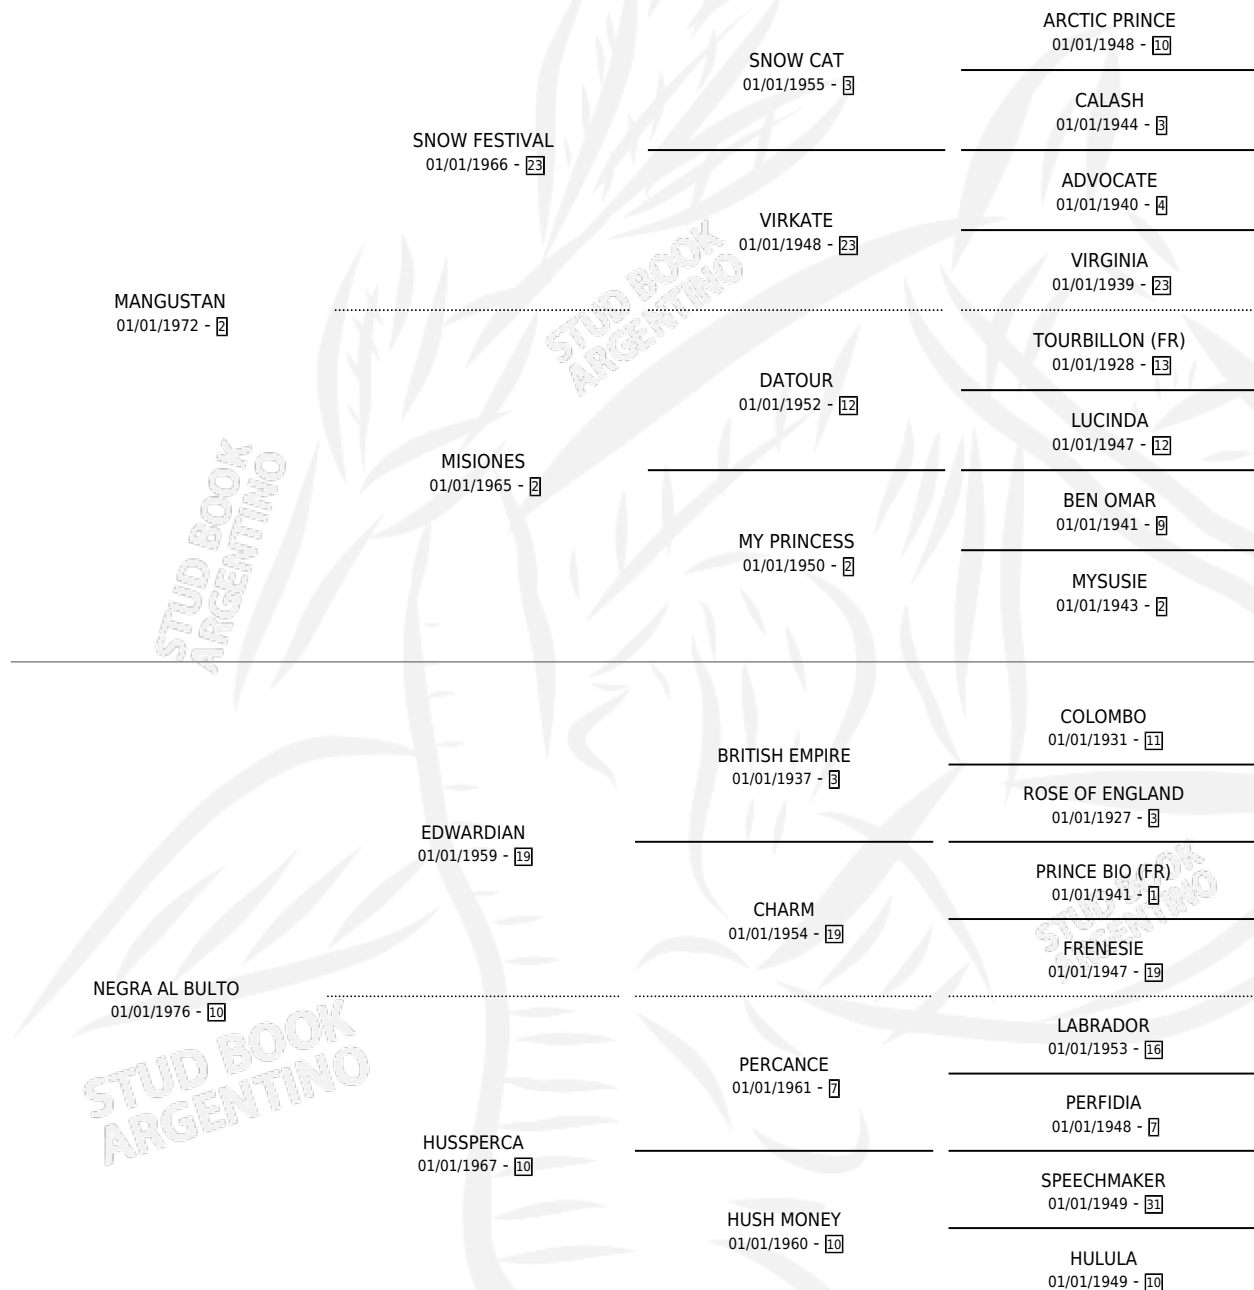 ARCTIC PRINCE
01/01/1948 - 10
SNOW CAT
01/01/1955 - 3
CALASH
01/01/1944 - 3
SNOW FESTIVAL
01/01/1966 - 23
ADVOCATE
01/01/1940 - 4
VIRKATE
01/01/1948 - 23
VIRGINIA
01/01/1939 - 23
MANGUSTAN
01/01/1972 - 2
TOURBILLON (FR)
01/01/1928 - 13
DATOUR
01/01/1952 - 12
LUCINDA
01/01/1947 - 12
MISIONES
01/01/1965 - 2
BEN OMAR
01/01/1941 - 9
MY PRINCESS
01/01/1950 - 2
MYSUSIE
01/01/1943 - 2
COLOMBO
01/01/1931 - 11
BRITISH EMPIRE
01/01/1937 - 3
ROSE OF ENGLAND
01/01/1927 - 3
EDWARDIAN
01/01/1959 - 19
PRINCE BIO (FR)
01/01/1941 - 1
CHARM
01/01/1954 - 19
FRENESIE
01/01/1947 - 19
NEGRA AL BULTO
01/01/1976 - 10
LABRADOR
01/01/1953 - 16
PERCANCE
01/01/1961 - 7
PERFIDIA
01/01/1948 - 7
HUSSPERCA
01/01/1967 - 10
SPEECHMAKER
01/01/1949 - 31
HUSH MONEY
01/01/1960 - 10
HULULA
01/01/1949 - 10
STUD BOOK
ARGENTINO
STUD BOOK
ARGENTINO
STUD BOOK
ARGENTINO
STUD BOOK
ARGENTINO